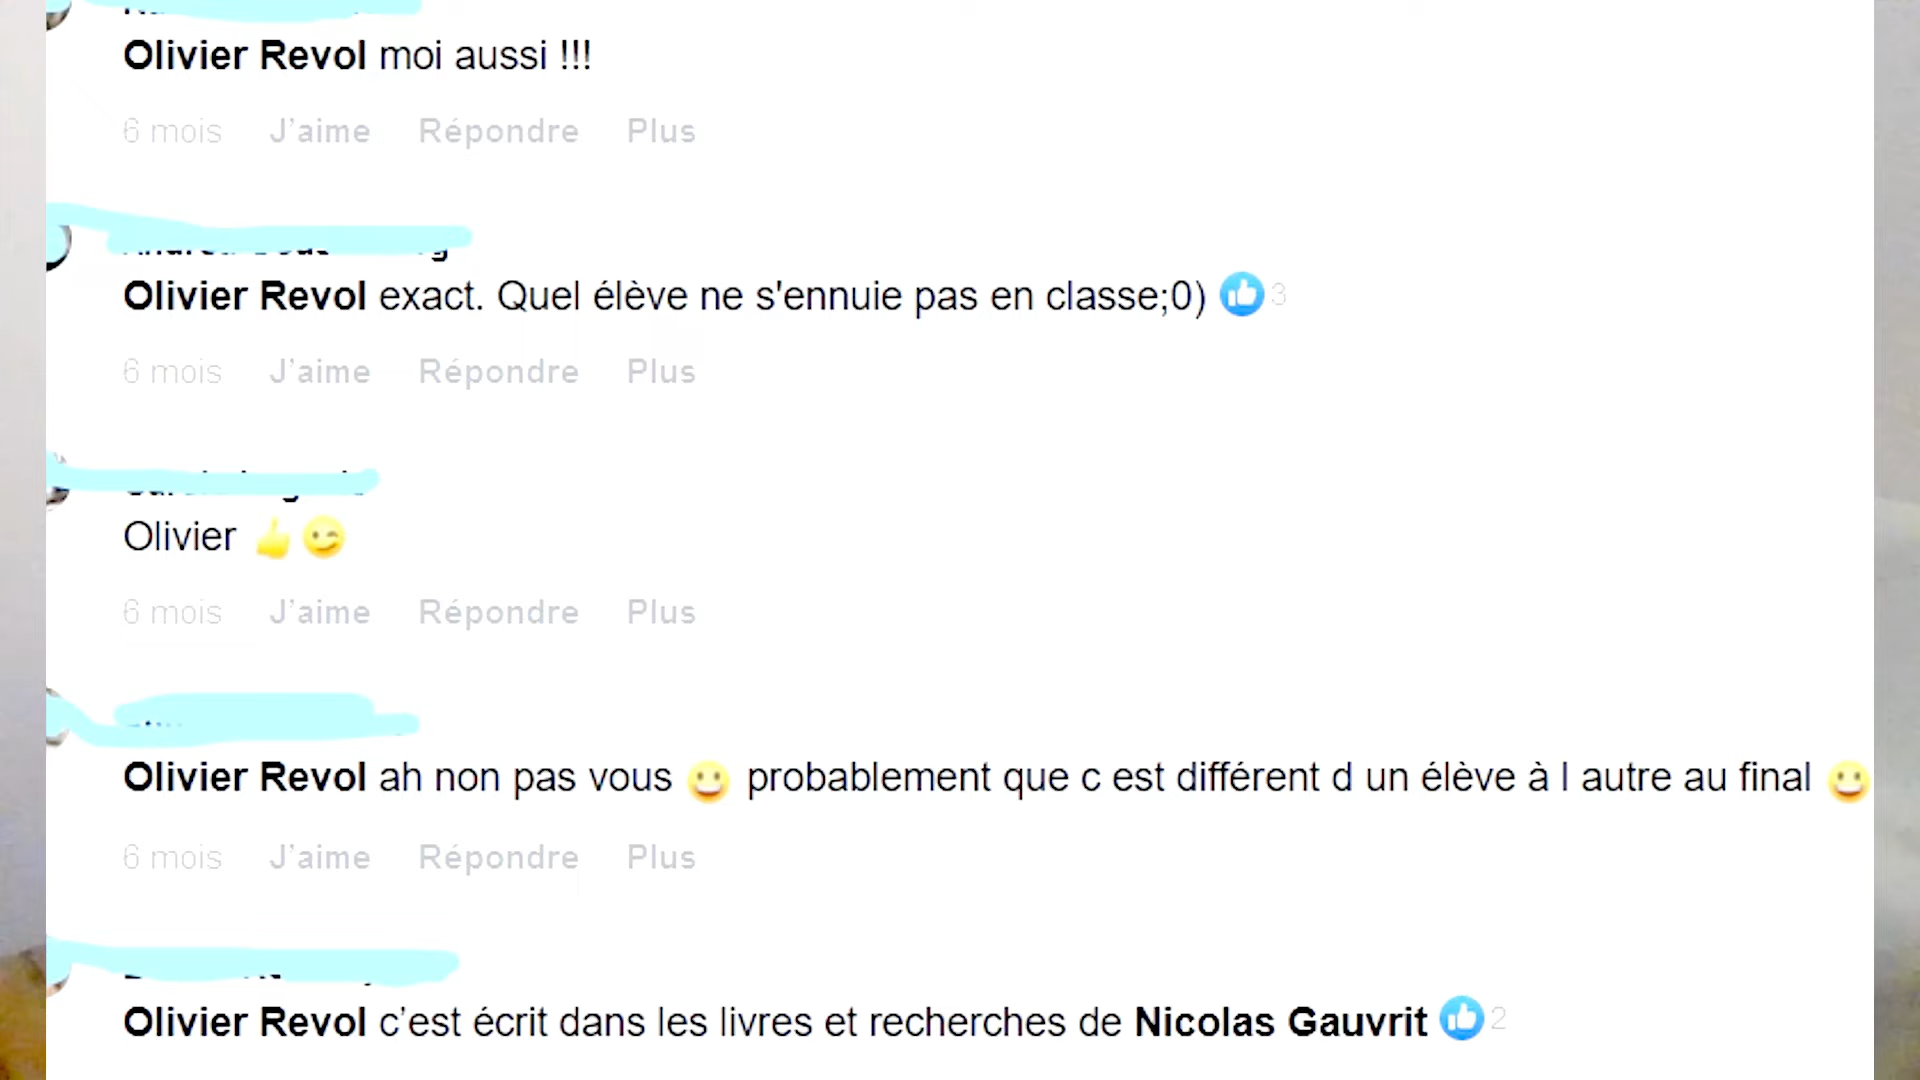 Olivier Revol moi aussi !!!
6 mois J'aime Répondre Plus
Olivier Revol exact. Quel élève ne s'ennuie pas en classe;0) 3
6 mois J'aime Répondre Plus
Olivier
6 mois J'aime Répondre Plus
Olivier Revol ah non pas vous probablement que c est différent d un élève à l autre au final
6 mois J'aime Répondre Plus
Olivier Revol c'est écrit dans les livres et recherches de Nicolas Gauvrit 2